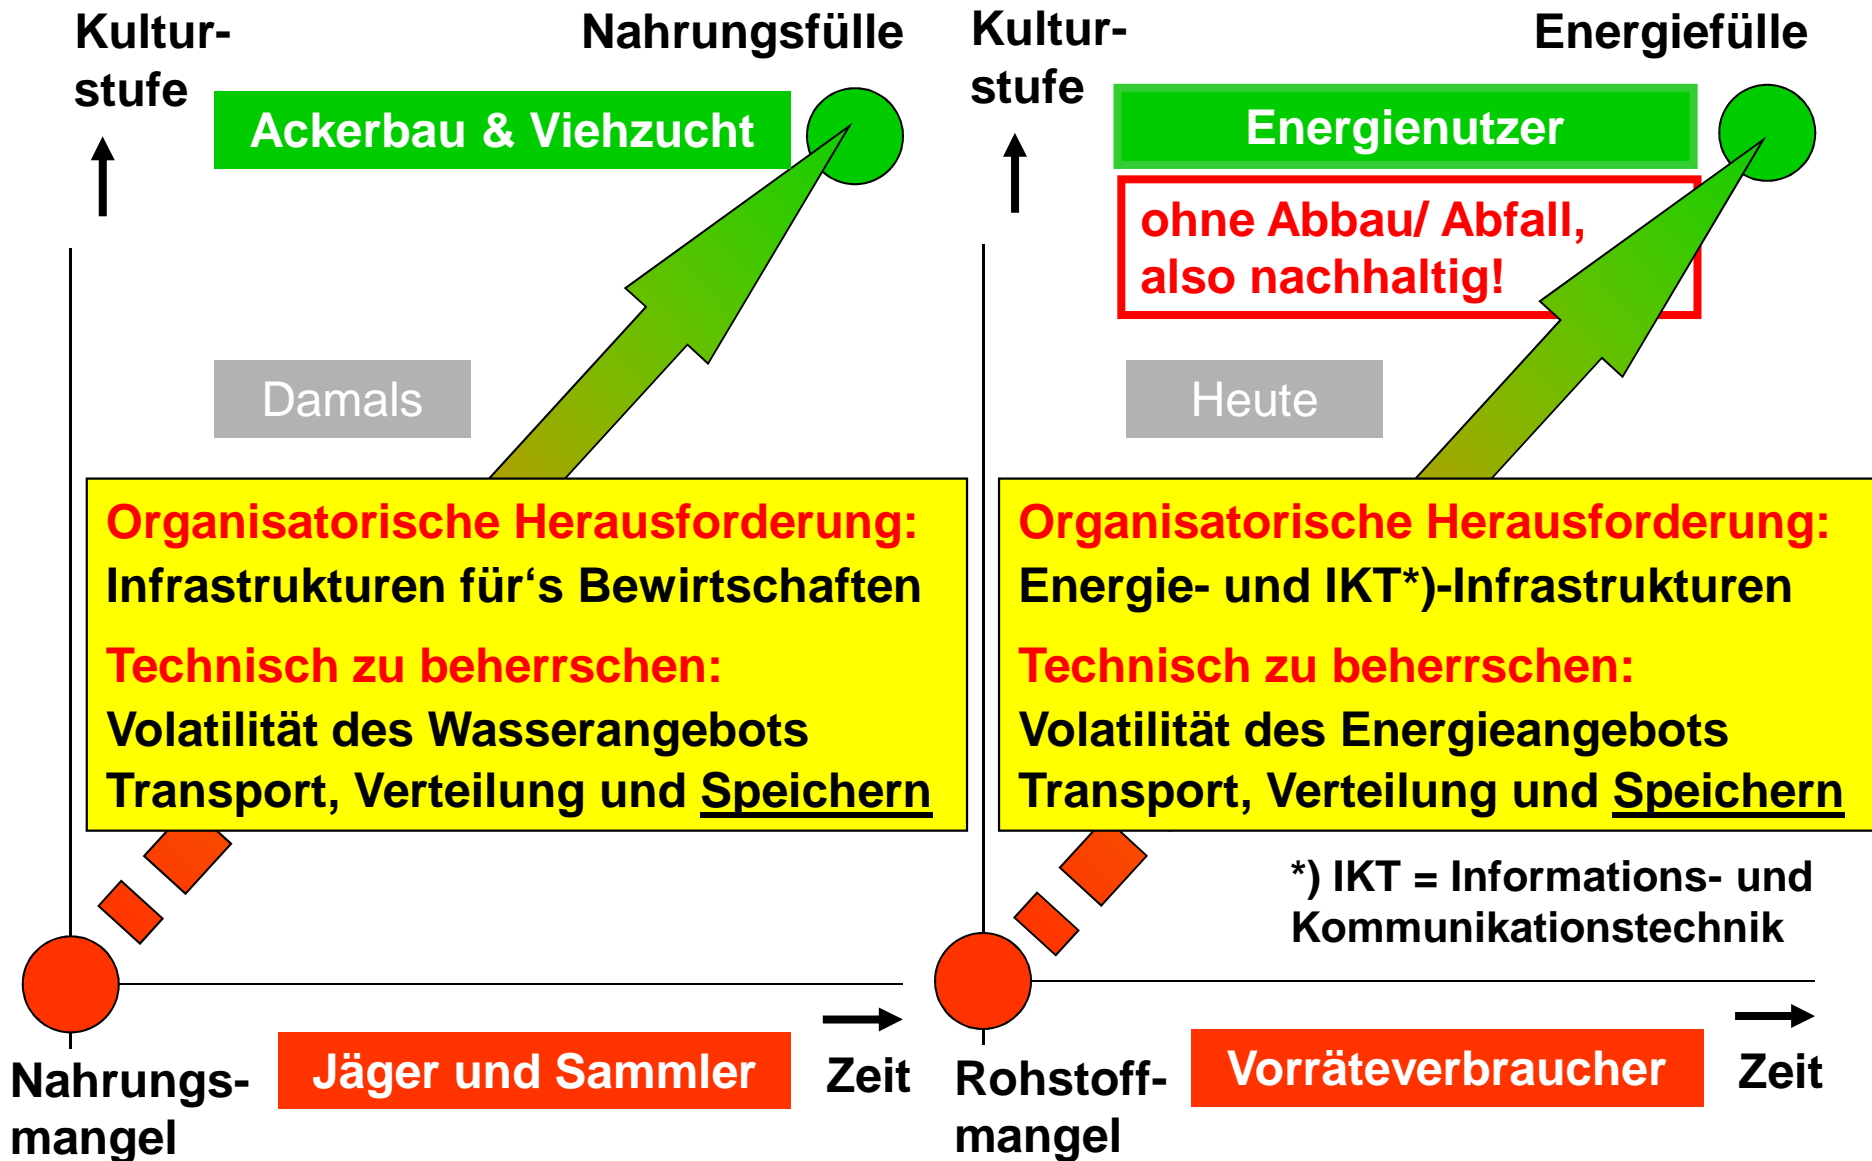 Kultur-
stufe
Nahrungsfülle
Ackerbau & Viehzucht
Damals
Organisatorische Herausforderung:
Infrastrukturen für‘s Bewirtschaften
Technisch zu beherrschen:
Volatilität des Wasserangebots
Transport, Verteilung und Speichern
Jäger und Sammler
Zeit
Nahrungs-
mangel
Kultur-
stufe
Energiefülle
Energienutzer
ohne Abbau/ Abfall,
also nachhaltig!
Heute
Organisatorische Herausforderung:
Energie- und IKT*)-Infrastrukturen
Technisch zu beherrschen:
Volatilität des Energieangebots
Transport, Verteilung und Speichern
*) IKT = Informations- und
Kommunikationstechnik
Vorräteverbraucher
Zeit
Rohstoff-
mangel